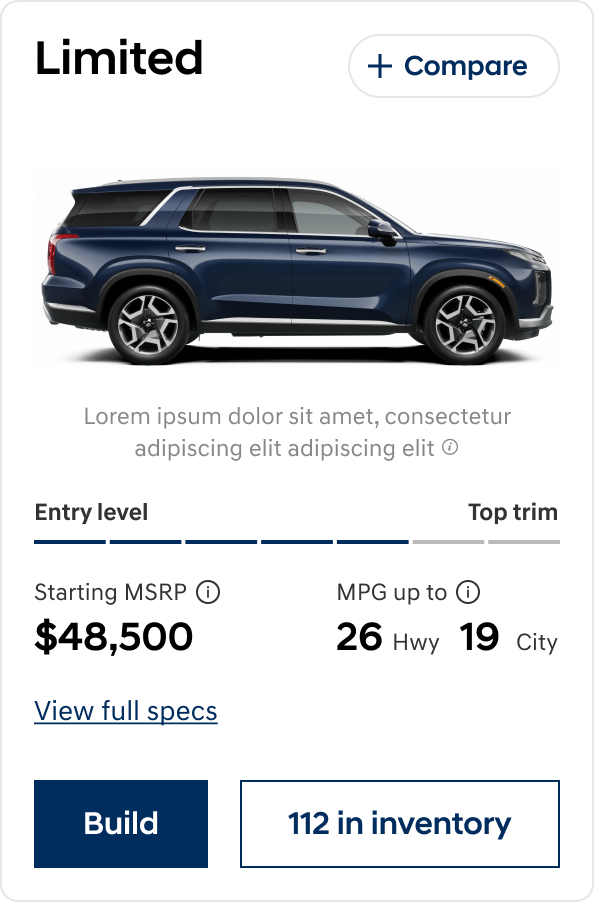 Limited
+ Compare
Lorem ipsum dolor sit amet, consectetur
adipiscing elit adipiscing elit ⓘ
Entry level Top trim
Starting MSRP ⓘ MPG up to ⓘ
$48,500 26 Hwy 19 City
View full specs
Build 112 in inventory